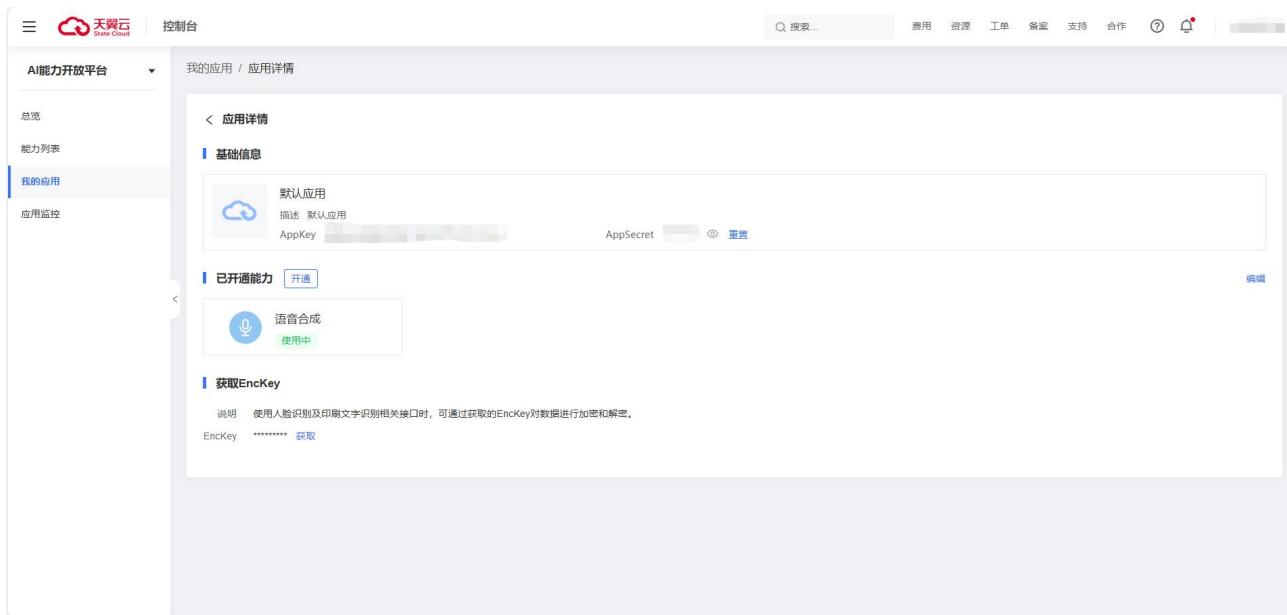 天翼云 控制台 搜索... 费用 资源 工单 备案 支持 合作
State Cloud
AI能力开放平台
总览
能力列表
我的应用
应用监控
我的应用 / 应用详情
应用详情
基础信息
默认应用
描述 默认应用
AppKey AppSecret 重置
已开通能力 开通 编辑
语音合成
使用中
获取EncKey
说明 使用人脸识别及印刷文字识别相关接口时，可通过获取的EncKey对数据进行加密和解密。
EncKey ********* 获取